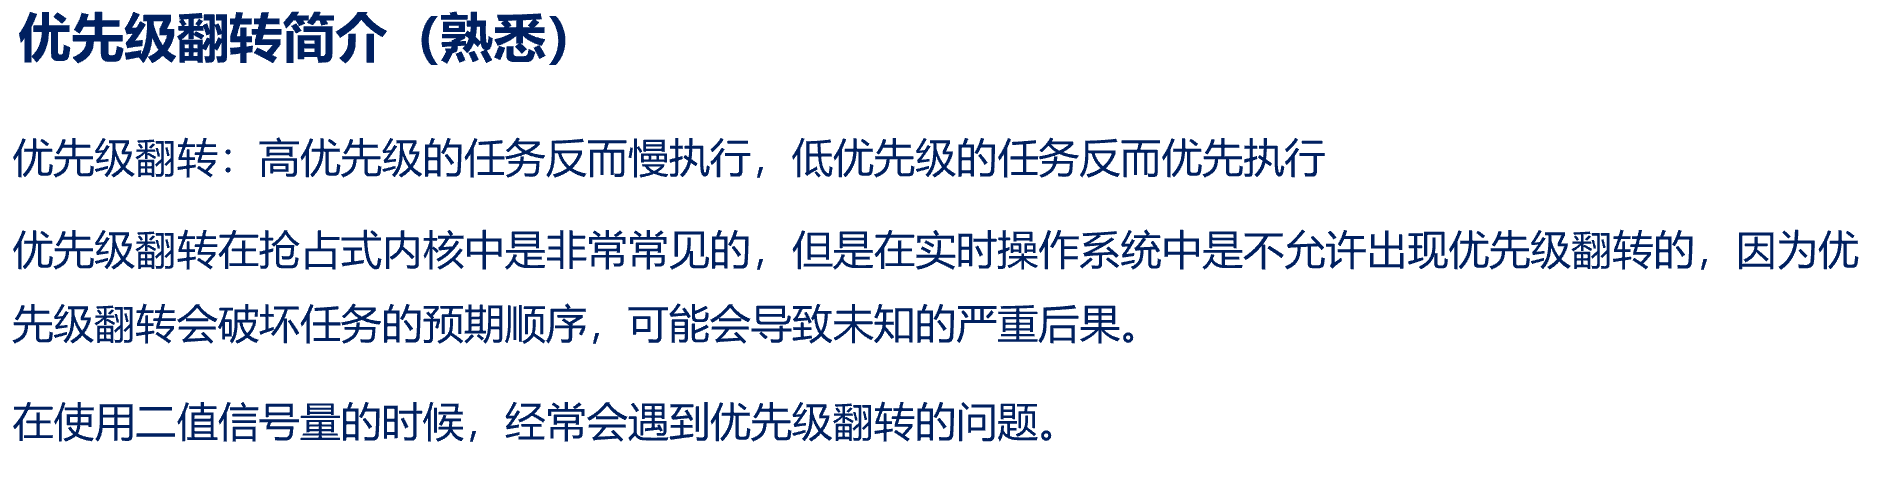 优先级翻转简介（熟悉）
优先级翻转：高优先级的任务反而慢执行，低优先级的任务反而优先执行
优先级翻转在抢占式内核中是非常常见的，但是在实时操作系统中是不允许出现优先级翻转的，因为优
先级翻转会破坏任务的预期顺序，可能会导致未知的严重后果。
在使用二值信号量的时候，经常会遇到优先级翻转的问题。